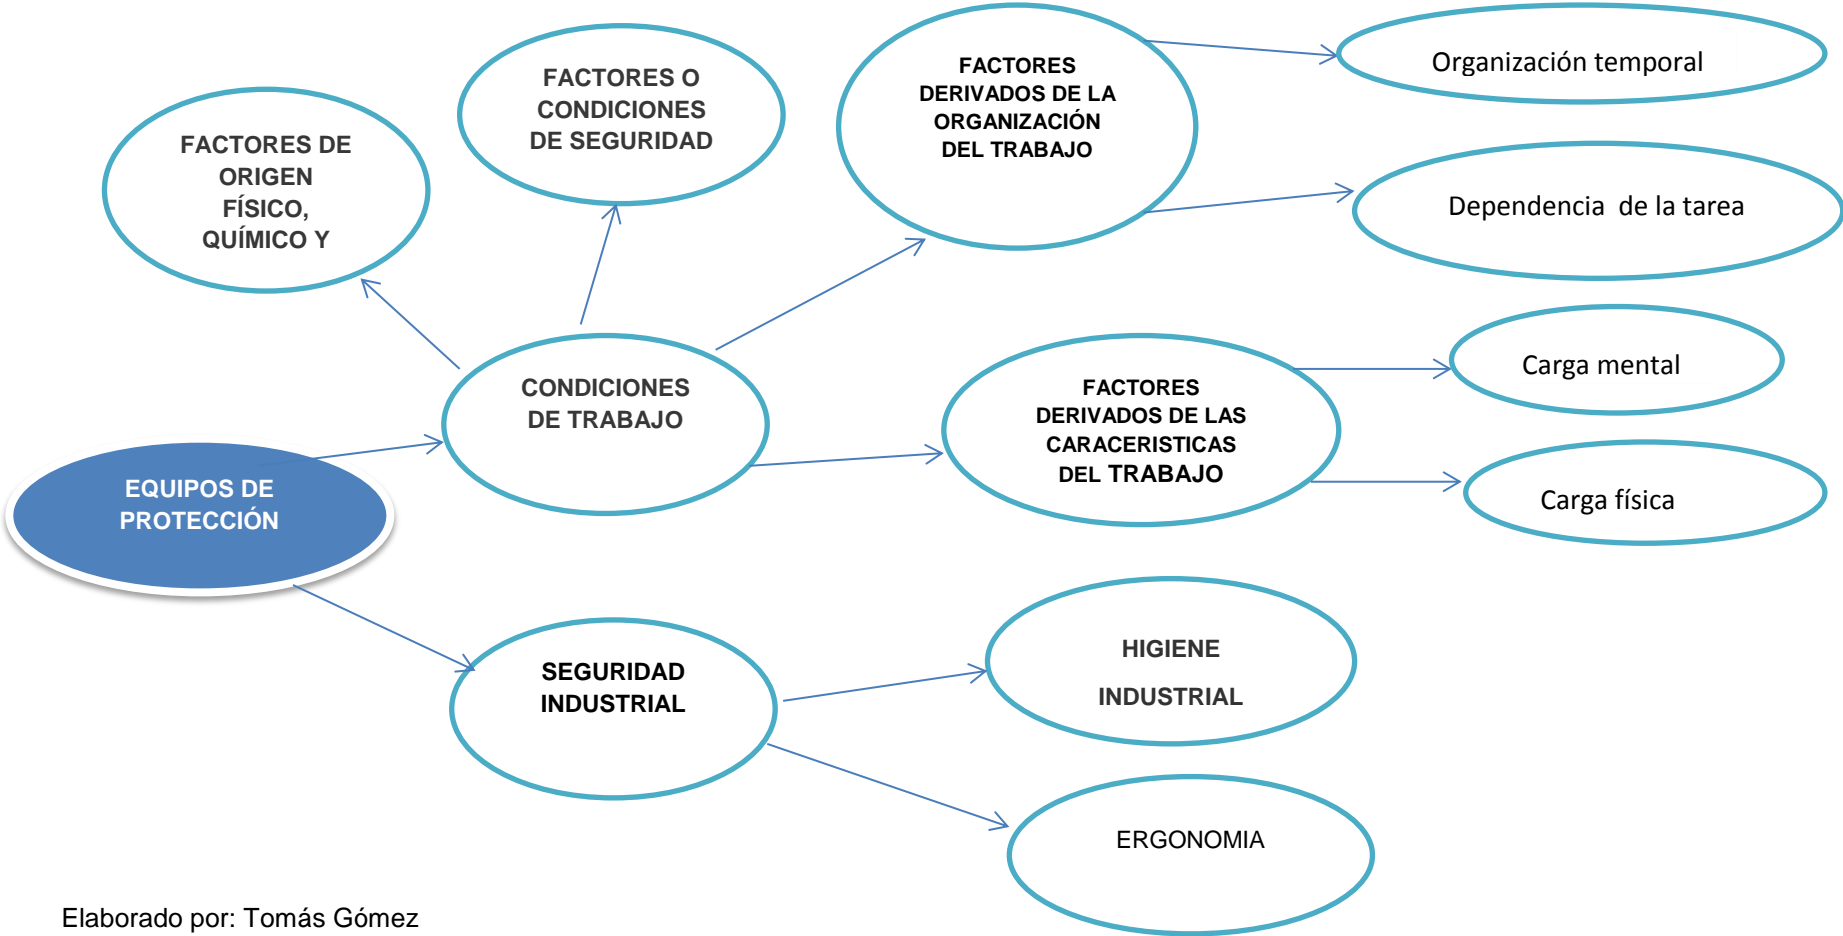 FACTORES DE
ORIGEN
FÍSICO,
QUÍMICO Y
FACTORES O
CONDICIONES
DE SEGURIDAD
FACTORES
DERIVADOS DE LA
ORGANIZACIÓN
DEL TRABAJO
Organización temporal
Dependencia  de la tarea
CONDICIONES
DE TRABAJO
FACTORES
DERIVADOS DE LAS
CARACERISTICAS
DEL TRABAJO
Carga mental
Carga física
EQUIPOS DE
PROTECCIÓN
SEGURIDAD
INDUSTRIAL
HIGIENE
INDUSTRIAL
ERGONOMIA
Elaborado por: Tomás Gómez